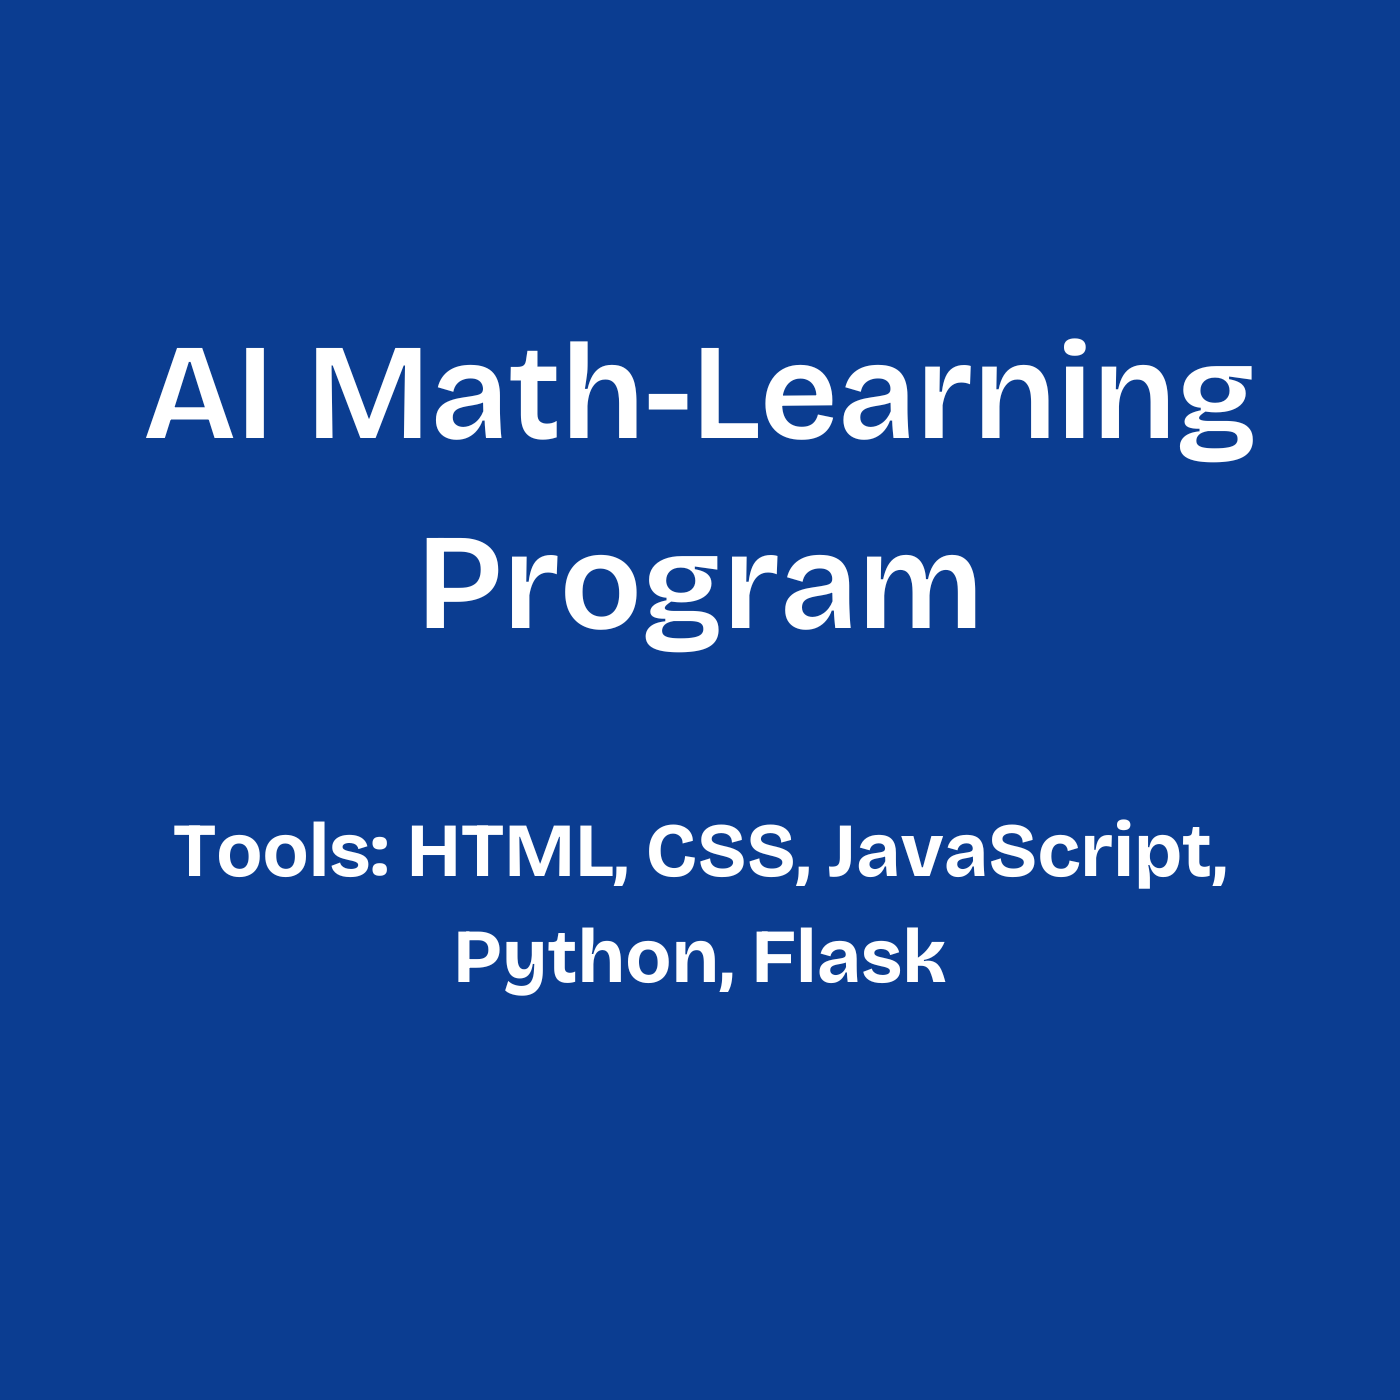 AI Math-Learning
Program
Tools: HTML, CSS, JavaScript,
Python, Flask